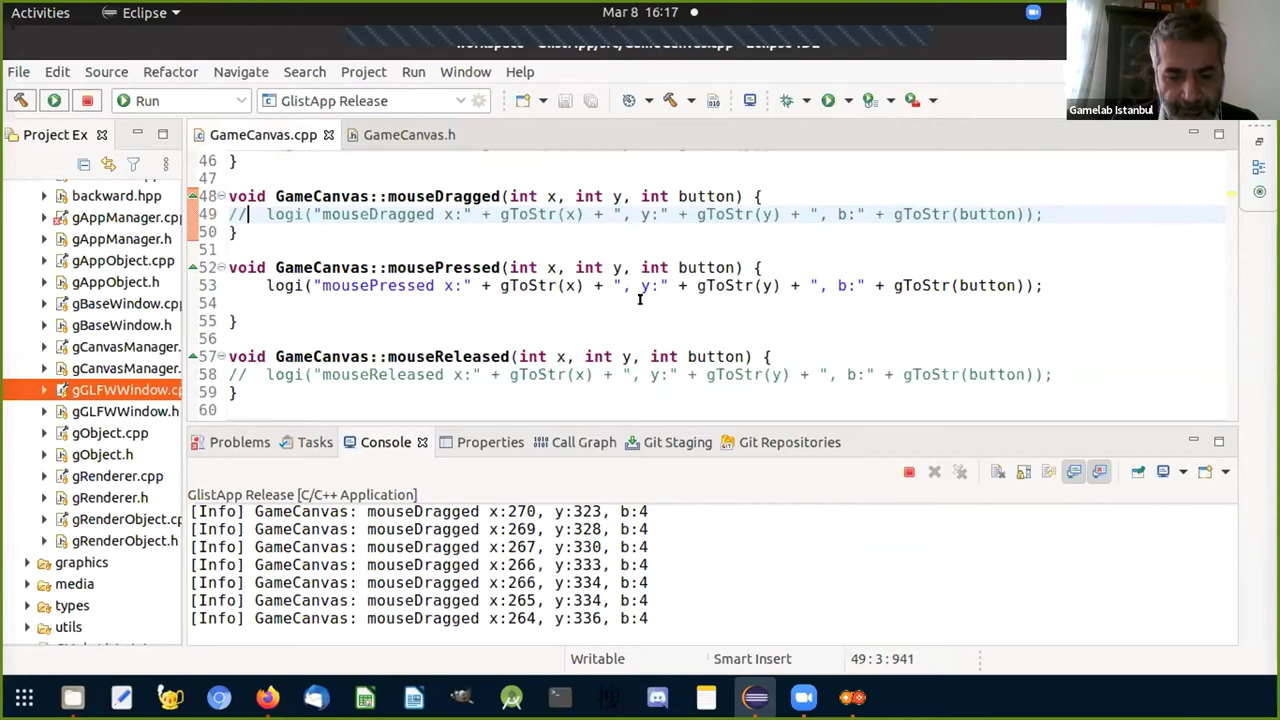 Activities
Eclipse
Mar 8 16:17
File Edit Source Refactor Navigate Search Project Run Window Help
Gamelab Istanbul
Run
GlistApp Release
Project Ex
GameCanvas.cpp
GameCanvas.h
backward.hpp
gAppManager.cp
gAppManager.h
gAppObject.cpp
gAppObject.h
gBaseWindow.cp
gBaseWindow.h
gCanvasManager.
gCanvasManager.
gGLFWWindow.cp
gGLFWWindow.h
gObject.cpp
gObject.h
gRenderer.cpp
gRenderer.h
gRenderObject.cp
gRenderObject.h
graphics
media
types
utils
46 }
47
48 void GameCanvas::mouseDragged(int x, int y, int button) {
49 // logi("mouseDragged x:" + gToStr(x) + ", y:" + gToStr(y) + ", b:" + gToStr(button));
50 }
51
52 void GameCanvas::mousePressed(int x, int y, int button) {
53 logi("mousePressed x:" + gToStr(x) + ", y:" + gToStr(y) + ", b:" + gToStr(button));
54
55 }
56
57 void GameCanvas::mouseReleased(int x, int y, int button) {
58 // logi("mouseReleased x:" + gToStr(x) + ", y:" + gToStr(y) + ", b:" + gToStr(button));
59 }
60
Problems Tasks Console Properties Call Graph Git Staging Git Repositories
GlistApp Release [C/C++ Application]
[Info] GameCanvas: mouseDragged x:270, y:323, b:4
[Info] GameCanvas: mouseDragged x:269, y:328, b:4
[Info] GameCanvas: mouseDragged x:267, y:330, b:4
[Info] GameCanvas: mouseDragged x:266, y:333, b:4
[Info] GameCanvas: mouseDragged x:266, y:334, b:4
[Info] GameCanvas: mouseDragged x:265, y:334, b:4
[Info] GameCanvas: mouseDragged x:264, y:336, b:4
Writable
Smart Insert
49 : 3 : 941